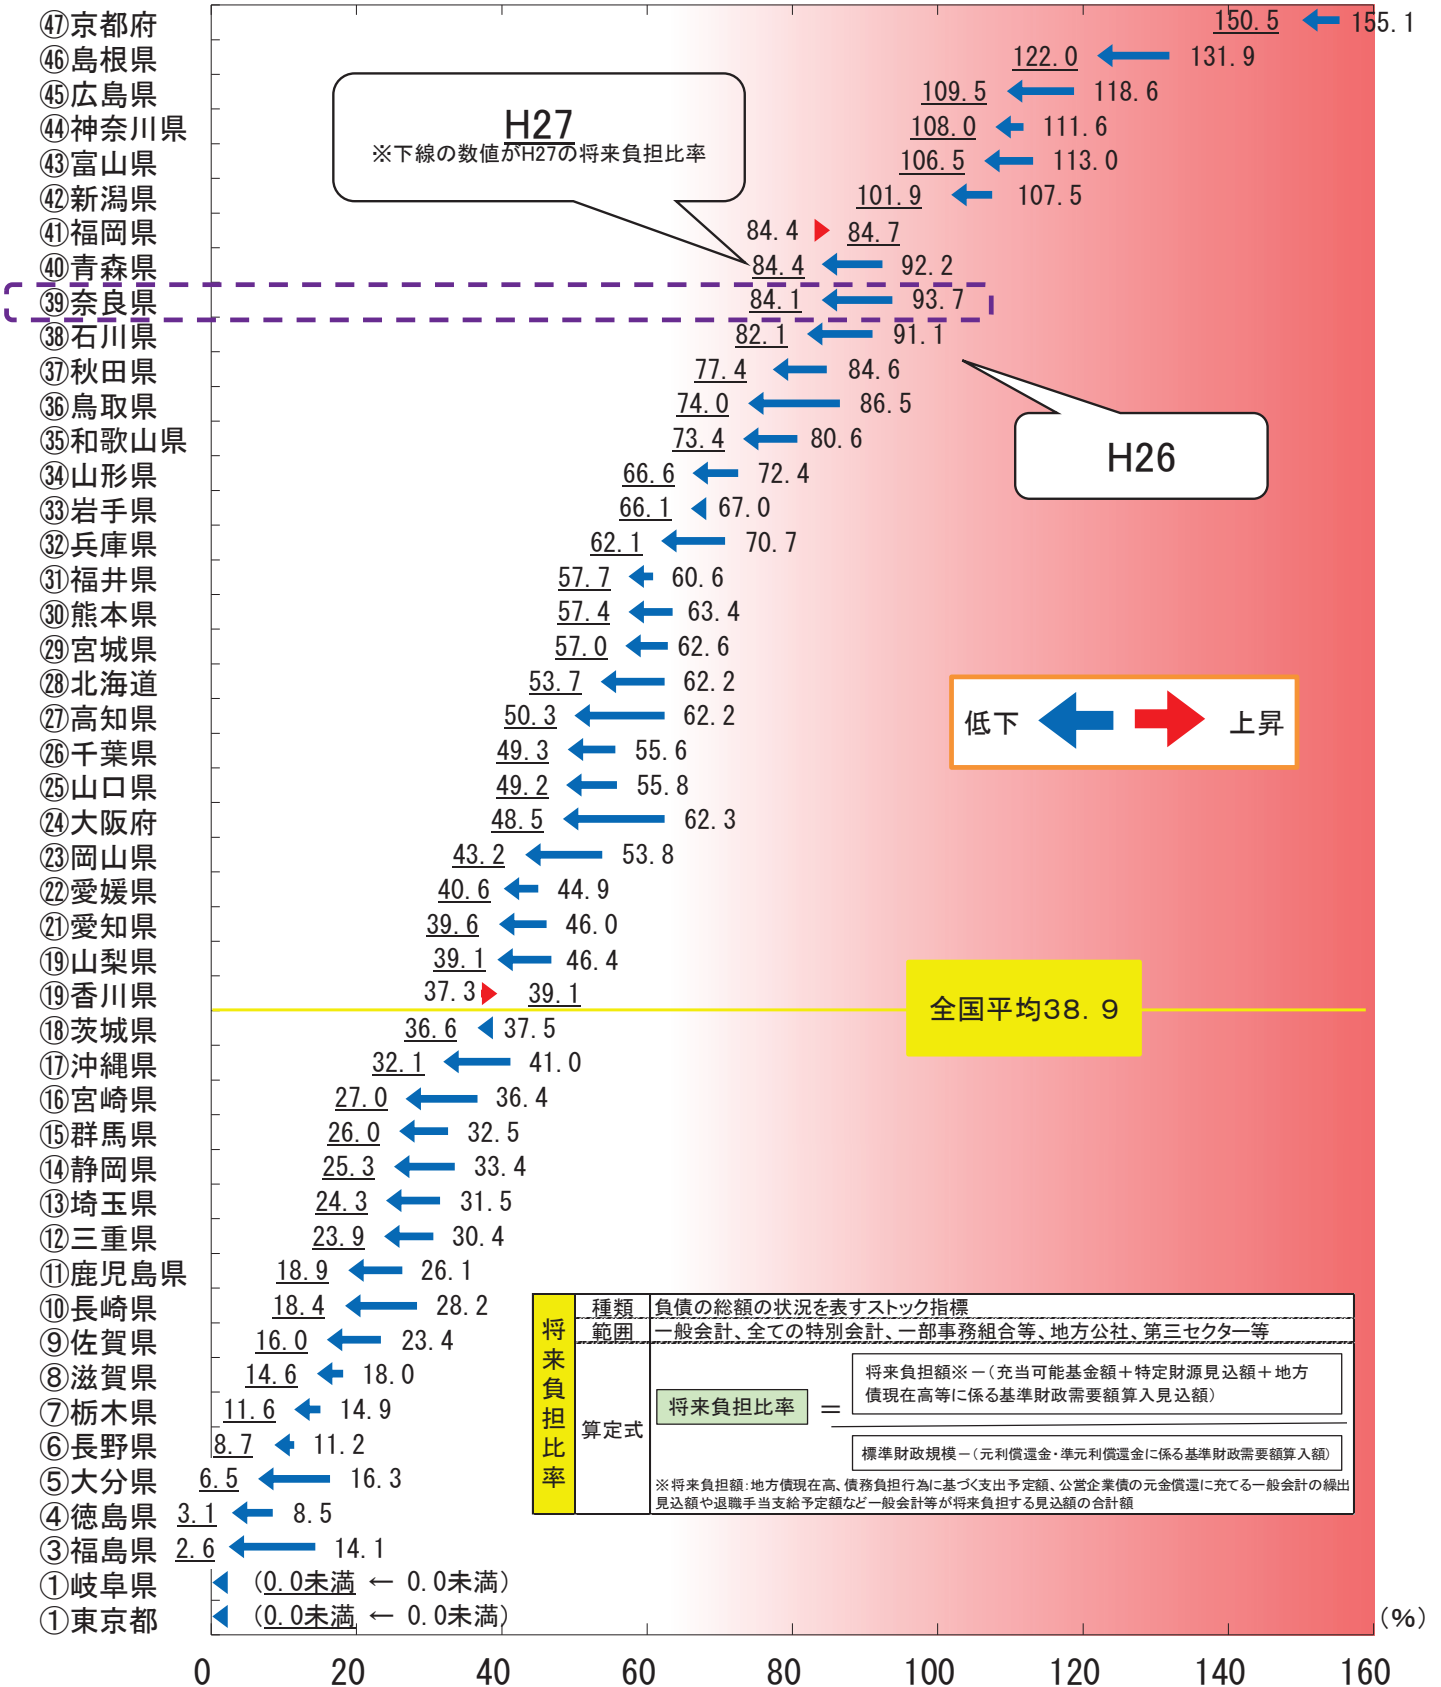 ㊼京都府 150.5 155.1
㊻島根県 122.0 131.9
㊺広島県 109.5 118.6
㊹神奈川県 108.0 111.6
㊸富山県 106.5 113.0
㊷新潟県 101.9 107.5
H27
※下線の数値がH27の将来負担比率
㊶福岡県 84.4 84.7
㊵青森県 84.4 92.2
㊴奈良県 84.1 93.7
㊳石川県 82.1 91.1
㊲秋田県 77.4 84.6
㊱鳥取県 74.0 86.5
㉟和歌山県 73.4 80.6
H26
㉞山形県 66.6 72.4
㉝岩手県 66.1 67.0
㉜兵庫県 62.1 70.7
㉛福井県 57.7 60.6
㉚熊本県 57.4 63.4
㉙宮城県 57.0 62.6
㉘北海道 53.7 62.2
㉗高知県 50.3 62.2
低下 上昇
㉖千葉県 49.3 55.6
㉕山口県 49.2 55.8
㉔大阪府 48.5 62.3
㉓岡山県 43.2 53.8
㉒愛媛県 40.6 44.9
㉑愛知県 39.6 46.0
⑲山梨県 39.1 46.4
⑲香川県 37.3 39.1
全国平均38.9
⑱茨城県 36.6 37.5
⑰沖縄県 32.1 41.0
⑯宮崎県 27.0 36.4
⑮群馬県 26.0 32.5
⑭静岡県 25.3 33.4
⑬埼玉県 24.3 31.5
⑫三重県 23.9 30.4
⑪鹿児島県 18.9 26.1
⑩長崎県 18.4 28.2
⑨佐賀県 16.0 23.4
⑧滋賀県 14.6 18.0
⑦栃木県 11.6 14.9
⑥長野県 8.7 11.2
⑤大分県 6.5 16.3
④徳島県 3.1 8.5
③福島県 2.6 14.1
①岐阜県 (0.0未満 ← 0.0未満)
①東京都 (0.0未満 ← 0.0未満)
将来負担比率
種類 負債の総額の状況を表すストック指標
範囲 一般会計、全ての特別会計、一部事務組合等、地方公社、第三セクター等
算定式
将来負担比率 =
将来負担額※－(充当可能基金額＋特定財源見込額＋地方
債現在高等に係る基準財政需要額算入見込額)
標準財政規模－(元利償還金・準元利償還金に係る基準財政需要額算入額)
※将来負担額:地方債現在高、債務負担行為に基づく支出予定額、公営企業債の元金償還に充てる一般会計の繰出
見込額や退職手当支給予定額など一般会計等が将来負担する見込額の合計額
(%)
0 20 40 60 80 100 120 140 160